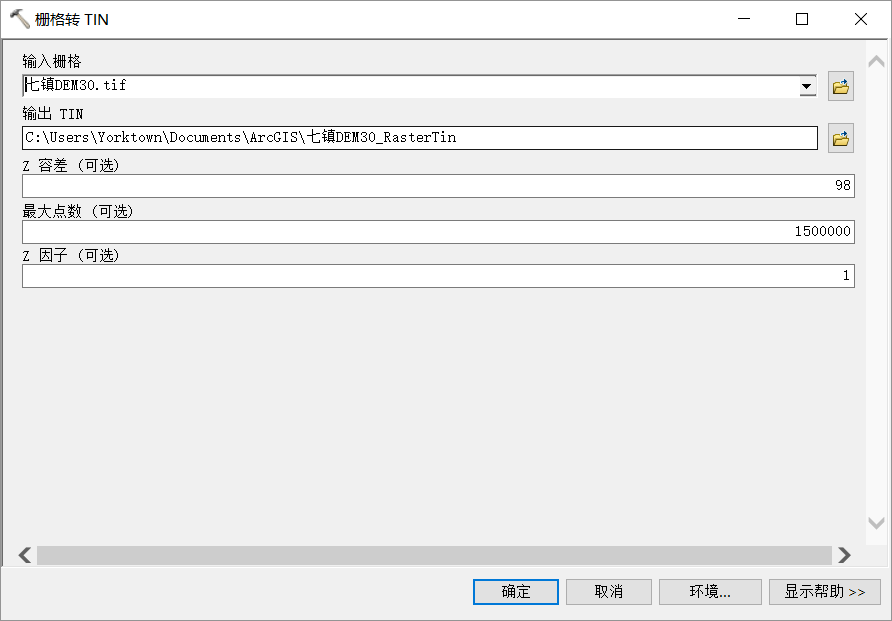 栅格转 TIN
输入栅格
七镇DEM30.tif
输出 TIN
C:\Users\Yorktown\Documents\ArcGIS\七镇DEM30_RasterTin
Z 容差 (可选)
98
最大点数 (可选)
1500000
Z 因子 (可选)
1
确定 取消 环境... 显示帮助 >>